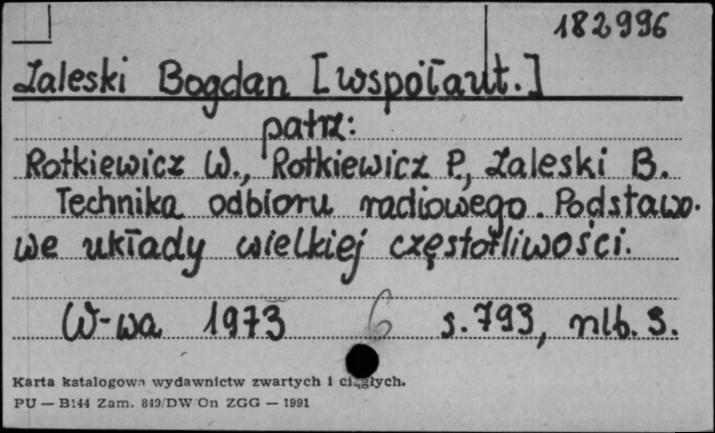 182996
Zaleski Bogdan [współaut.]
patrz:
Rotkiewicz W., Rotkiewicz P., Zaleski B.
Technika odbioru radiowego. Podstawo-
we układy wielkiej częstotliwości.
W-wa 1973 6 s. 793, nlb. 3.
Karta katalogowa wydawnictw zwartych i ciągłych.
PU — B144 Zam. 849/DW/On ZGG — 1991